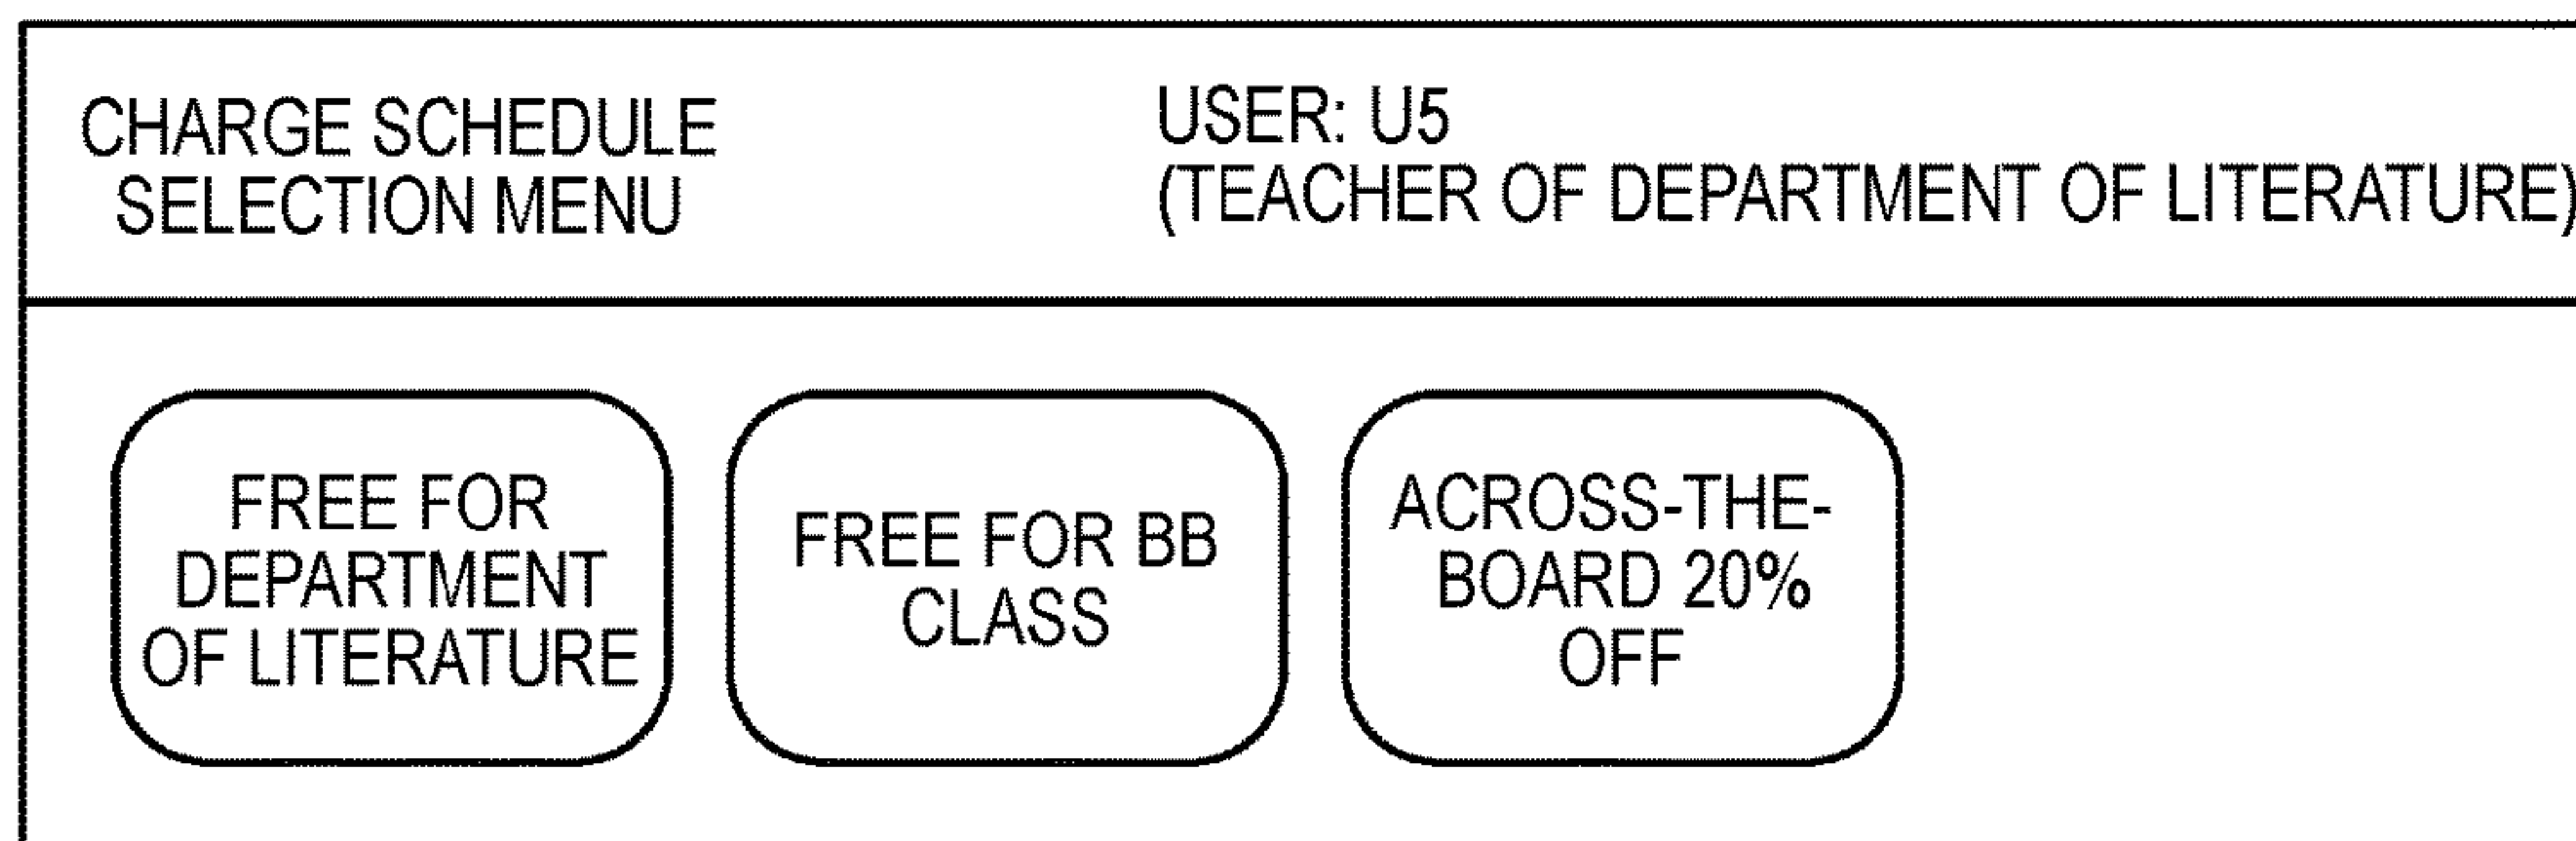 CHARGE SCHEDULE
SELECTION MENU
USER: U5
(TEACHER OF DEPARTMENT OF LITERATURE)
FREE FOR
DEPARTMENT
OF LITERATURE
FREE FOR BB
CLASS
ACROSS-THE-
BOARD 20%
OFF